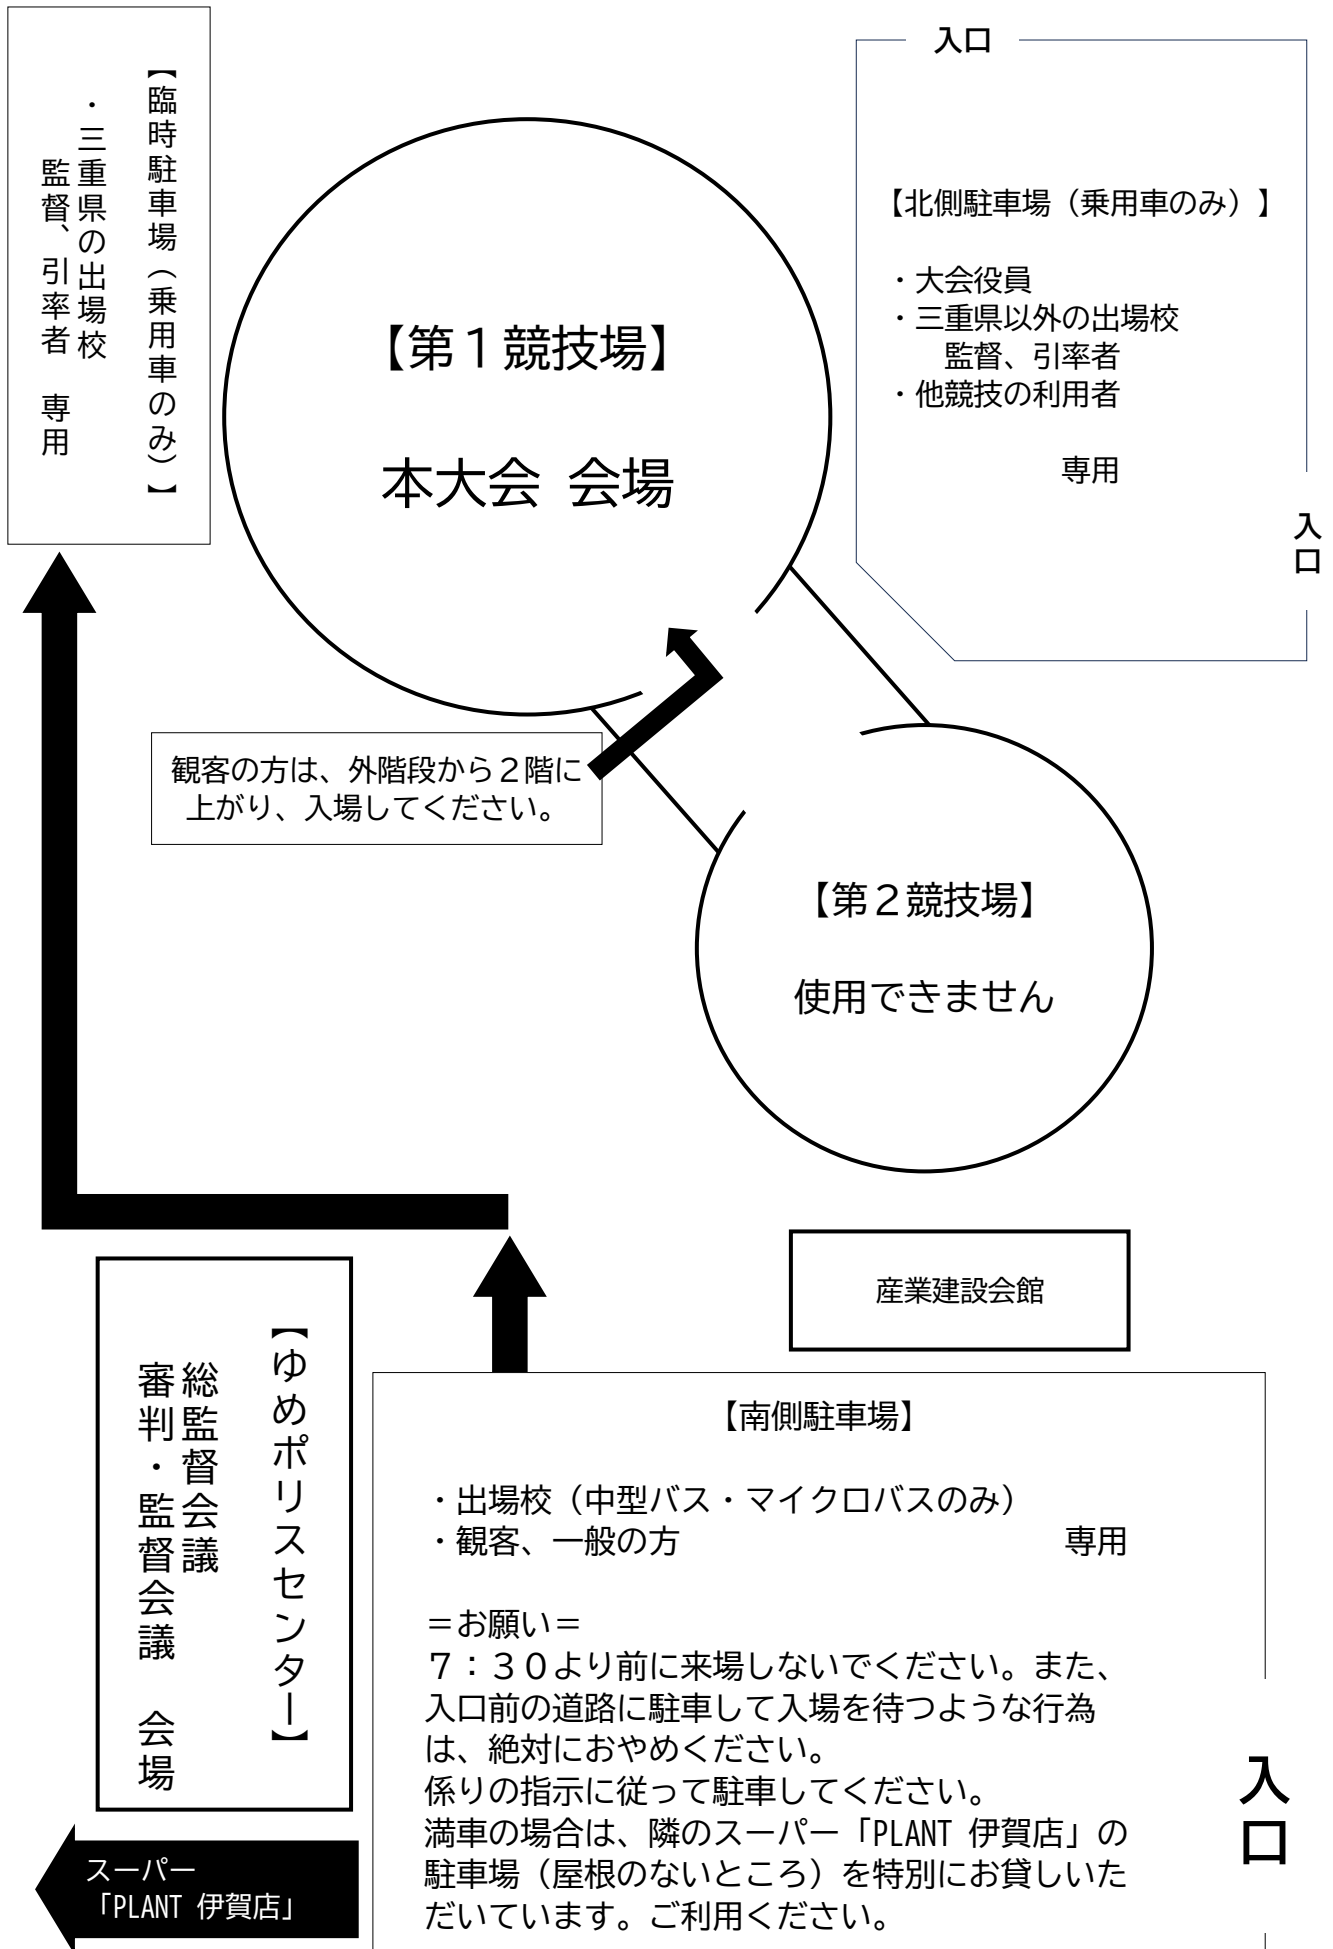 入口
【臨時駐車場（乗用車のみ）】
・三重県の出場校
監督、引率者　専用
【北側駐車場（乗用車のみ）】
・大会役員
・三重県以外の出場校
監督、引率者
・他競技の利用者
専用
入口
【第１競技場】
本大会 会場
観客の方は、外階段から２階に
上がり、入場してください。
【第２競技場】
使用できません
産業建設会館
【ゆめポリスセンター】
総監督会議
審判・監督会議　会場
【南側駐車場】
・出場校（中型バス・マイクロバスのみ）
・観客、一般の方　専用
＝お願い＝
７：３０より前に来場しないでください。また、
入口前の道路に駐車して入場を待つような行為
は、絶対におやめください。
係りの指示に従って駐車してください。
満車の場合は、隣のスーパー「PLANT 伊賀店」の
駐車場（屋根のないところ）を特別にお貸しいた
だいています。ご利用ください。
入口
スーパー
「PLANT 伊賀店」